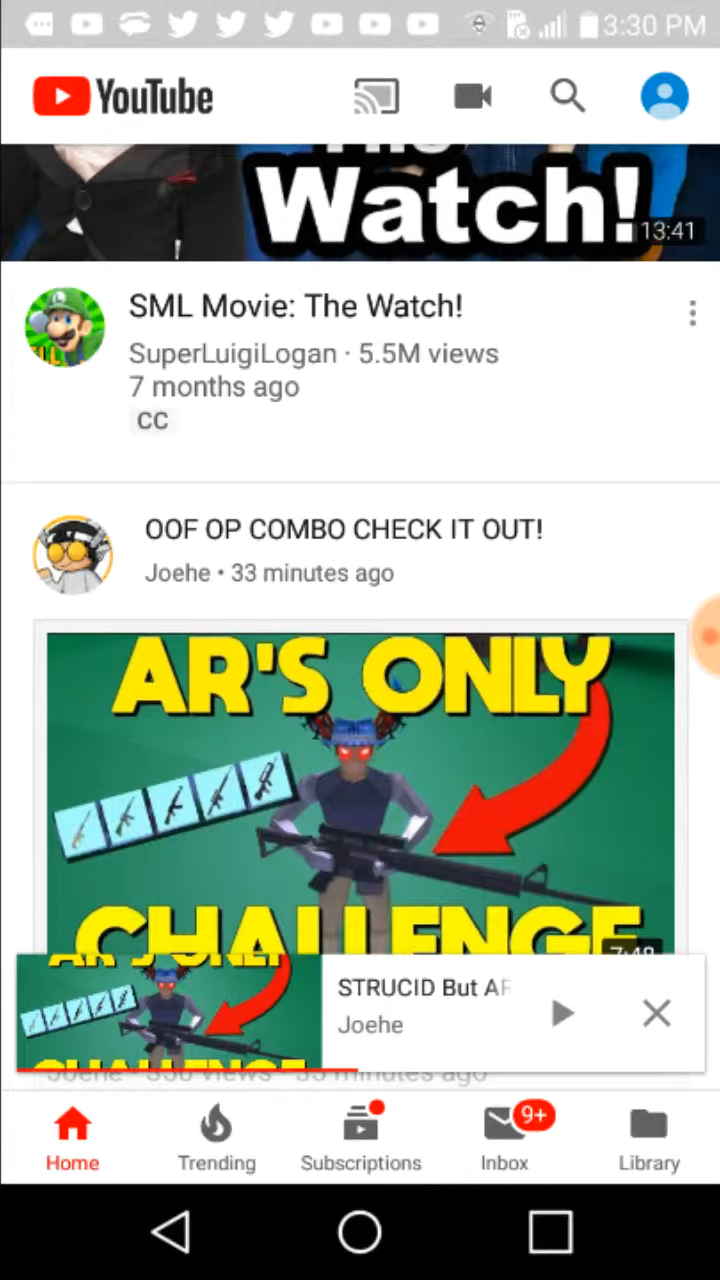 3:30 PM
YouTube
Watch!
13:41
SML Movie: The Watch!
SuperLuigiLogan · 5.5M views
7 months ago
CC
OOF OP COMBO CHECK IT OUT!
Joehe • 33 minutes ago
AR'S ONLY
CHALLENGE
7:48
STRUCID But AR
Joehe
Home
Trending
Subscriptions
9+
Inbox
Library